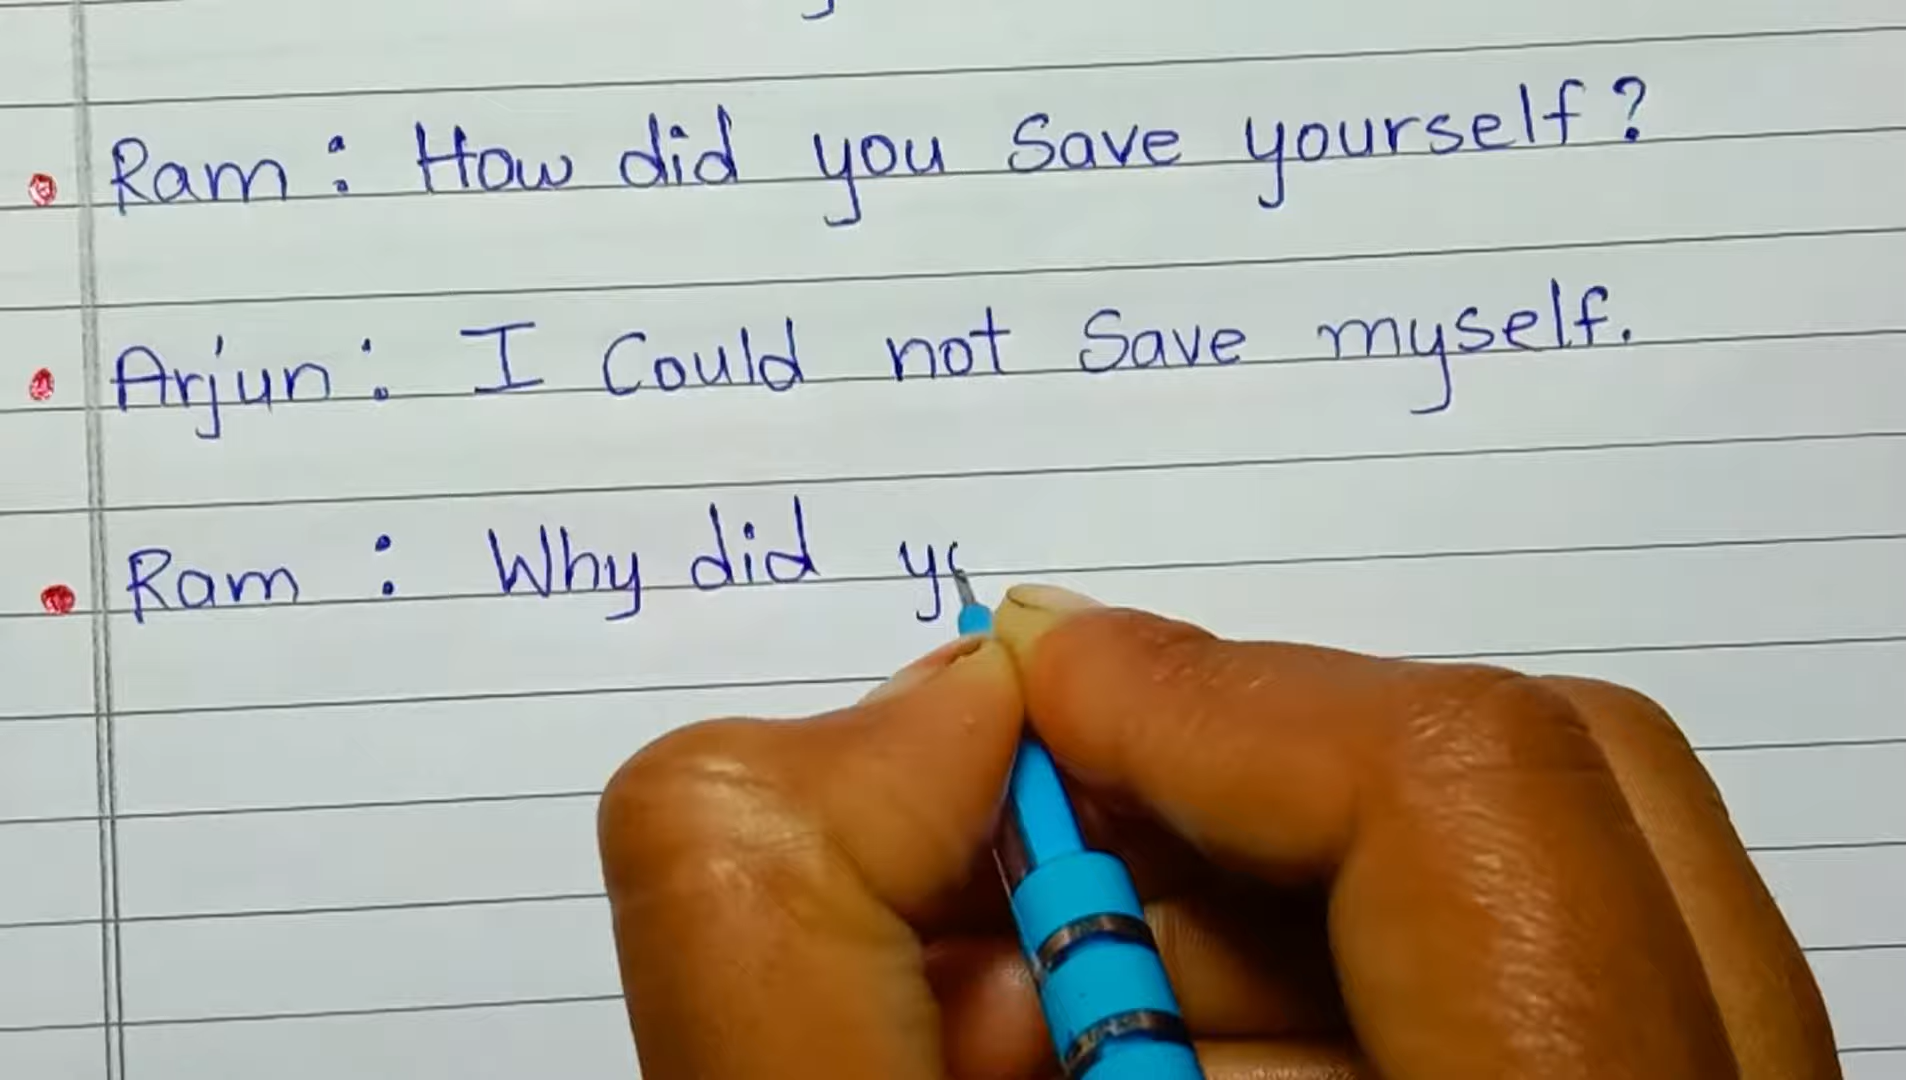 Ram : How did you Save yourself?
Arjun : I Could not Save myself.
Ram : Why did